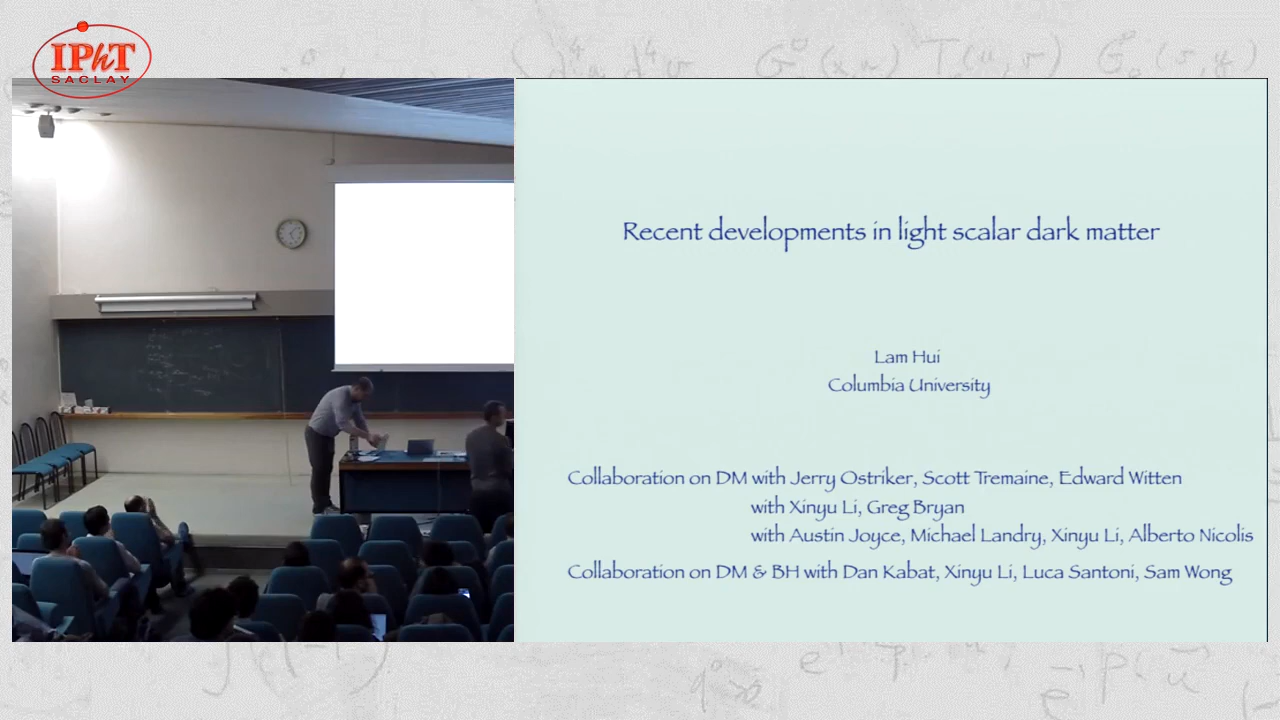 IPhT
SACLAY
Recent developments in light scalar dark matter
Lam Hui
Columbia University
Collaboration on DM with Jerry Ostriker, Scott Tremaine, Edward Witten
with Xinyu Li, Greg Bryan
with Austin Joyce, Michael Landry, Xinyu Li, Alberto Nicolis
Collaboration on DM & BH with Dan Kabat, Xinyu Li, Luca Santoni, Sam Wong